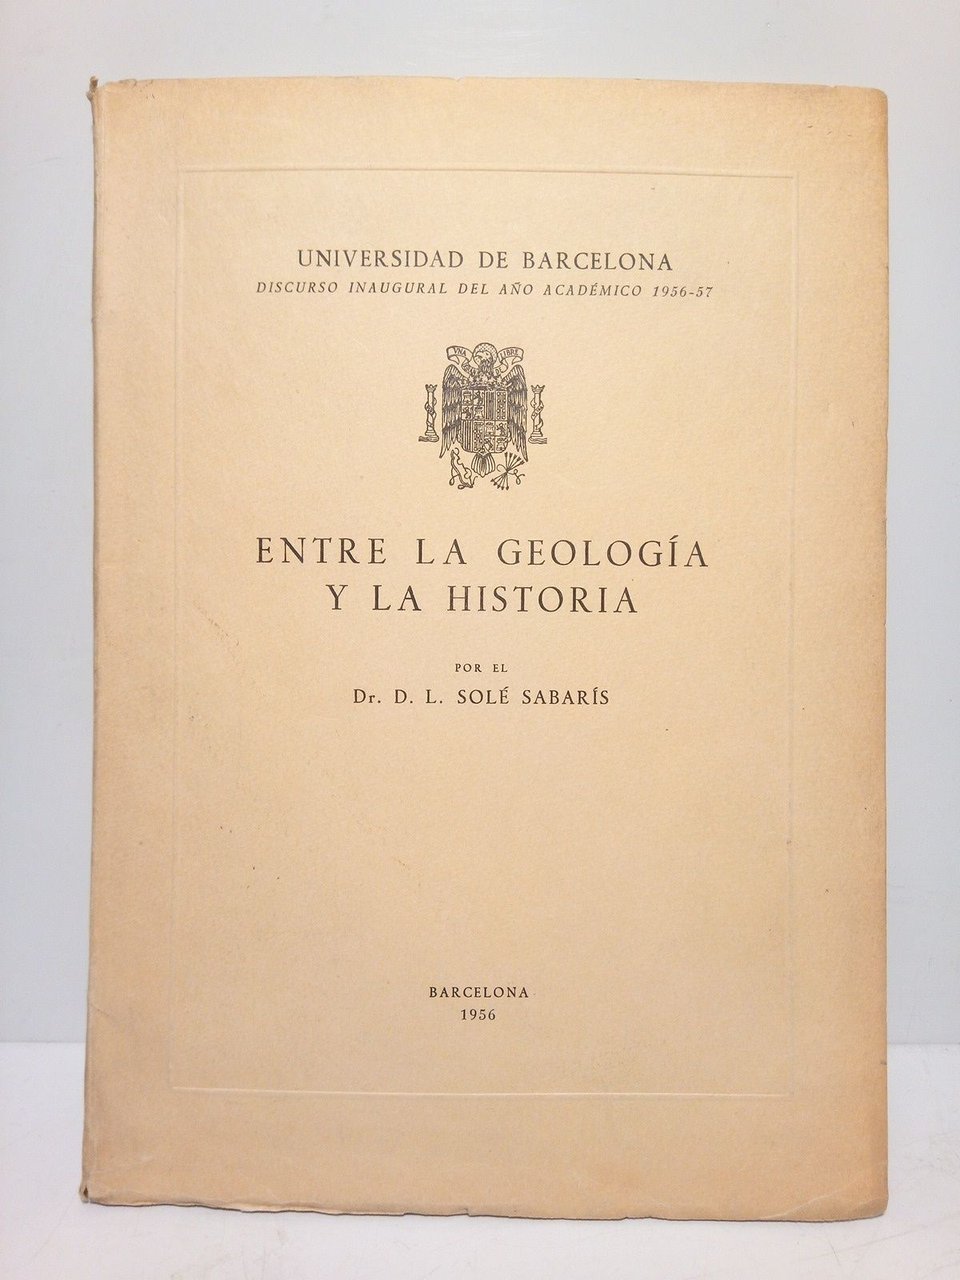 UNIVERSIDAD DE BARCELONA
DISCURSO INAUGURAL DEL AÑO ACADÉMICO 1956-57
VNA LIBRE
ENTRE LA GEOLOGÍA
Y LA HISTORIA
POR EL
Dr. D. L. SOLÉ SABARÍS
BARCELONA
1956